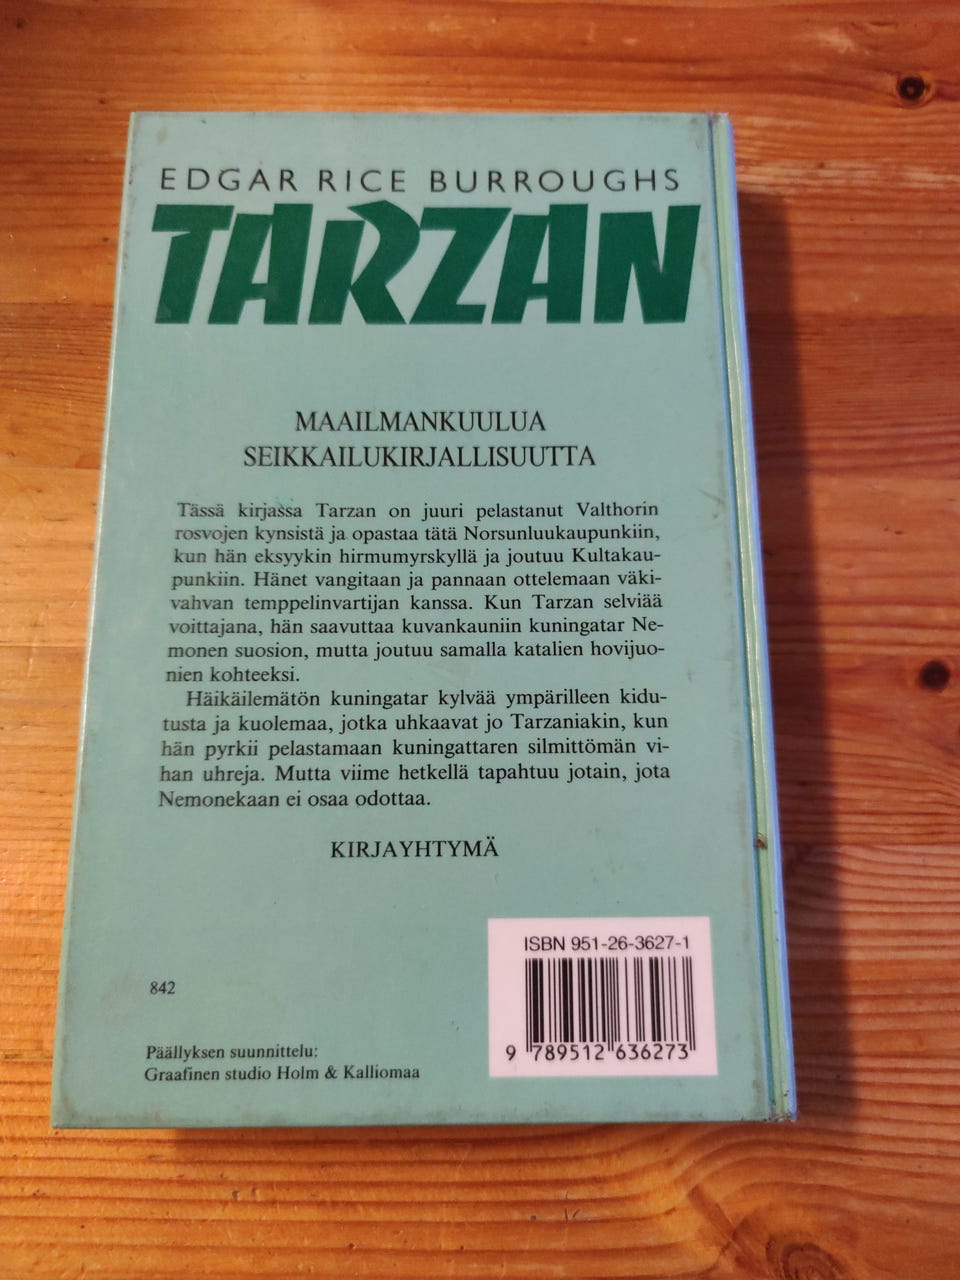 EDGAR RICE BURROUGHS
TARZAN
MAAILMANKUULUA
SEIKKAILUKIRJALLISUUTTA
Tässä kirjassa Tarzan on juuri pelastanut Valthorin
rosvojen kynsistä ja opastaa tätä Norsunluukaupunkiin,
kun hän eksyykin hirmumyrskyllä ja joutuu Kultakau-
punkiin. Hänet vangitaan ja pannaan ottelemaan väki-
vahvan temppelinvartijan kanssa. Kun Tarzan selviää
voittajana, hän saavuttaa kuvankauniin kuningatar Ne-
monen suosion, mutta joutuu samalla katalien hovijuo-
nien kohteeksi.
Häikäilemätön kuningatar kylvää ympärilleen kidu-
tusta ja kuolemaa, jotka uhkaavat jo Tarzaniakin, kun
hän pyrkii pelastamaan kuningattaren silmittömän vi-
han uhreja. Mutta viime hetkellä tapahtuu jotain, jota
Nemonekaan ei osaa odottaa.
KIRJAYHTYMÄ
ISBN 951-26-3627-1
9 789512 636273
842
Päällyksen suunnittelu:
Graafinen studio Holm & Kalliomaa